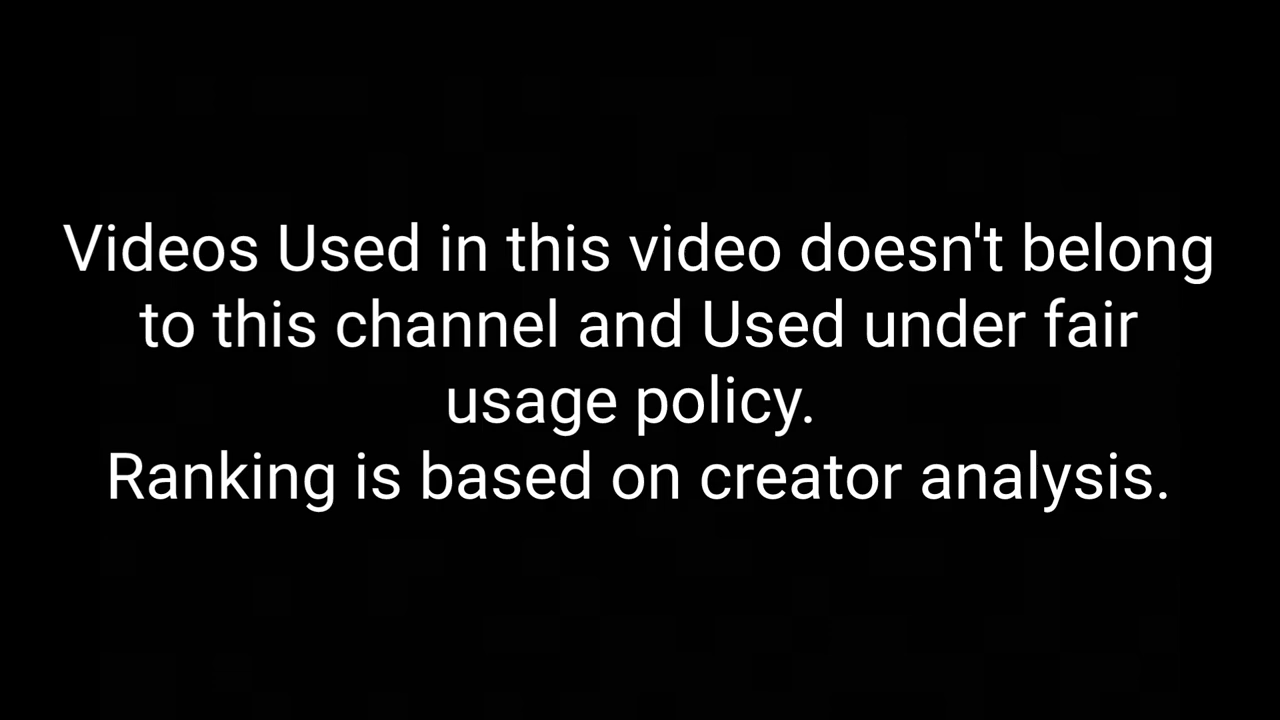 Videos Used in this video doesn't belong
to this channel and Used under fair
usage policy.
Ranking is based on creator analysis.